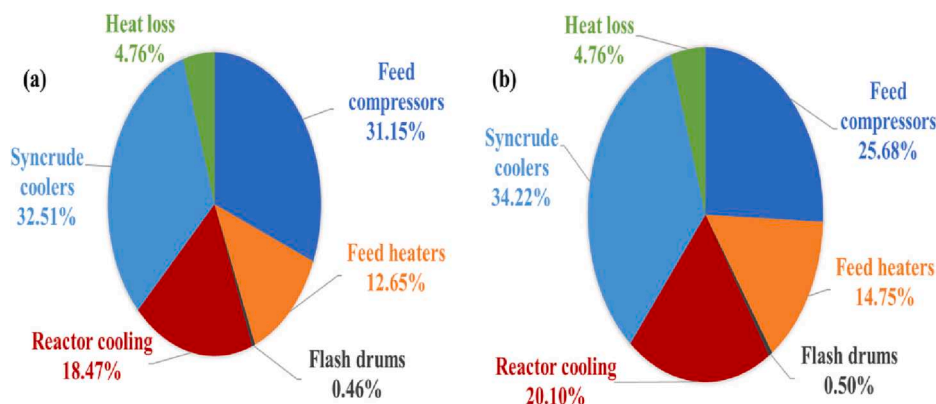 (a)
Heat loss
4.76%
Feed
compressors
31.15%
Syncrude
coolers
32.51%
Feed heaters
12.65%
Reactor cooling
18.47%
Flash drums
0.46%
(b)
Heat loss
4.76%
Feed
compressors
25.68%
Syncrude
coolers
34.22%
Feed heaters
14.75%
Reactor cooling
20.10%
Flash drums
0.50%